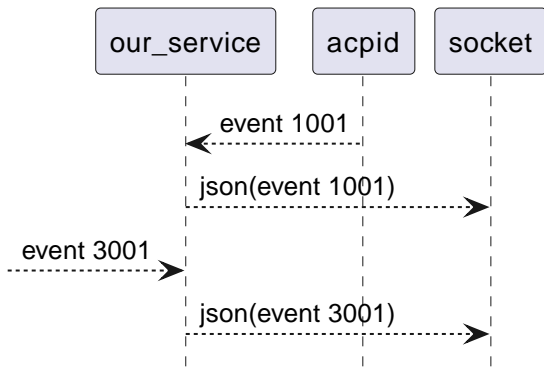 our_service
acpid
socket
event 1001
json(event 1001)
event 3001
json(event 3001)